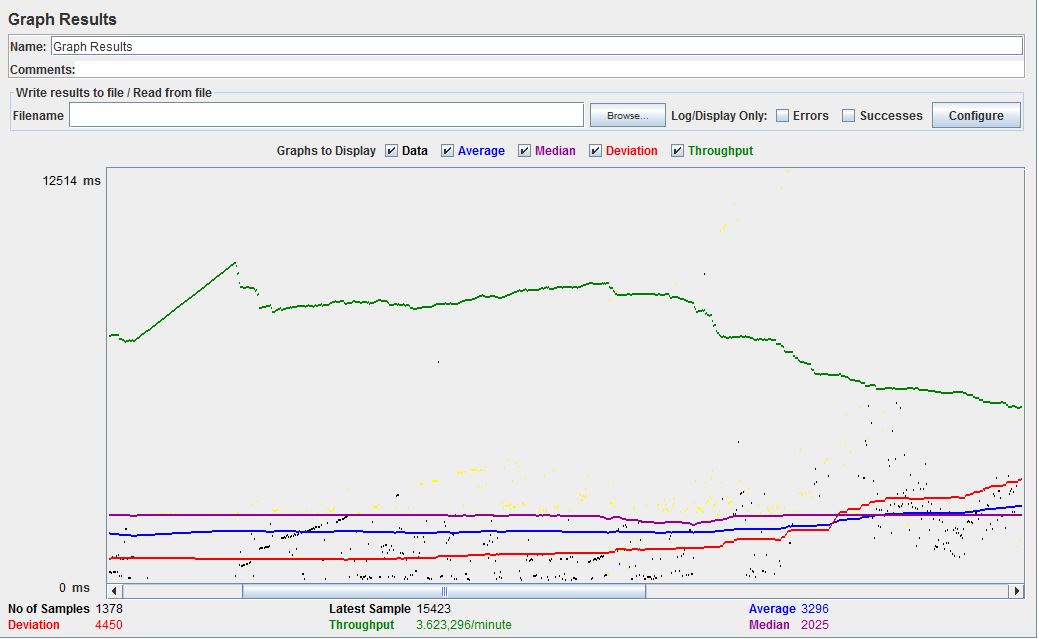 Graph Results
Name: Graph Results
Comments:
Write results to file / Read from file
Filename Browse... Log/Display Only: Errors Successes Configure
Graphs to Display Data Average Median Deviation Throughput
12514 ms
0 ms
No of Samples 1378 Latest Sample 15423 Average 3296
Deviation 4450 Throughput 3.623,296/minute Median 2025